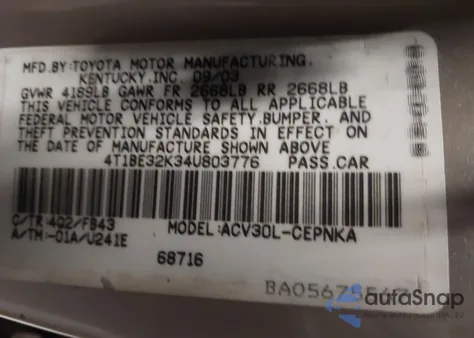 MFD.BY:TOYOTA MOTOR MANUFACTURING,
KENTUCKY,INC. 09/03
GVWR 4189LB GAWR FR 2668LB RR 2668LB
THIS VEHICLE CONFORMS TO ALL APPLICABLE
FEDERAL MOTOR VEHICLE SAFETY,BUMPER, AND
THEFT PREVENTION STANDARDS IN EFFECT ON
THE DATE OF MANUFACTURE SHOWN ABOVE
4T1BE32K34U803776 PASS.CAR
C/TR:4Q2/FB43 MODEL:ACV30L-CEPNKA
A/TM:-01A/U241E
68716
autaSnap